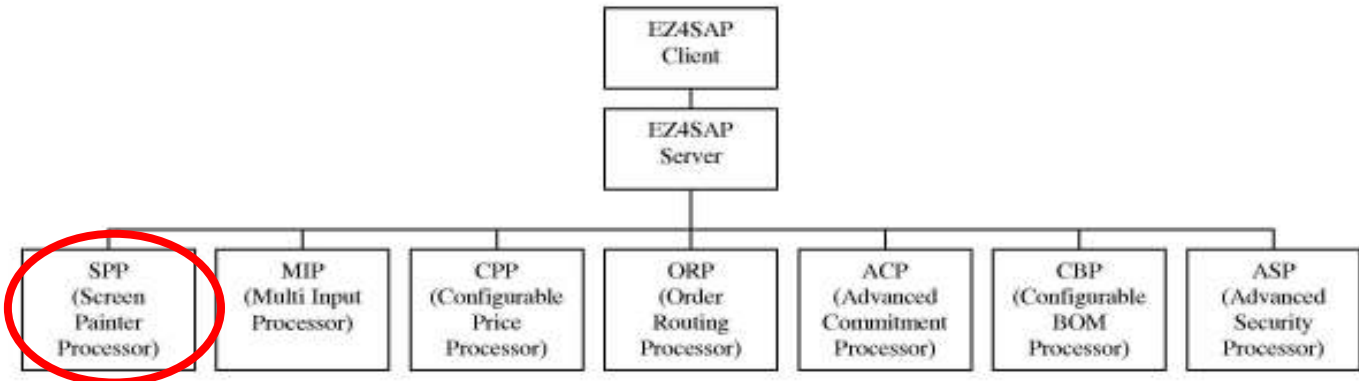 EZ4SAP
Client
EZ4SAP
Server
SPP
(Screen
Painter
Processor)
MIP
(Multi Input
Processor)
CPP
(Configurable
Price
Processor)
ORP
(Order
Routing
Processor)
ACP
(Advanced
Commitment
Processor)
CBP
(Configurable
BOM
Processor)
ASP
(Advanced
Security
Processor)